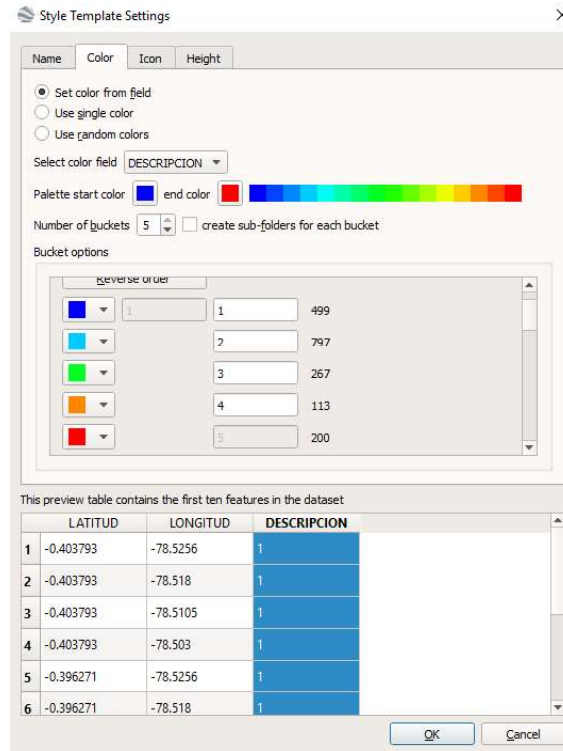 Style Template Settings
Name Color Icon Height
Set color from field
Use single color
Use random colors
Select color field DESCRIPCION
Palette start color end color
Number of buckets 5 create sub-folders for each bucket
Bucket options
Reverse order
1 1 499
2 797
3 267
4 113
5 200
This preview table contains the first ten features in the dataset
LATITUD LONGITUD DESCRIPCION
1 -0.403793 -78.5256 1
2 -0.403793 -78.518 1
3 -0.403793 -78.5105 1
4 -0.403793 -78.503 1
5 -0.396271 -78.5256 1
6 -0.396271 -78.518 1
OK Cancel